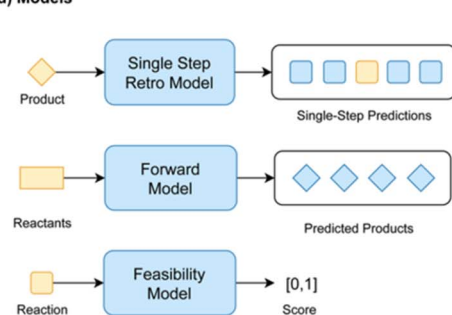 Models
Single Step
Retro Model
Product
Single-Step Predictions
Forward
Model
Reactants
Predicted Products
Feasibility
Model
[0,1]
Reaction
Score